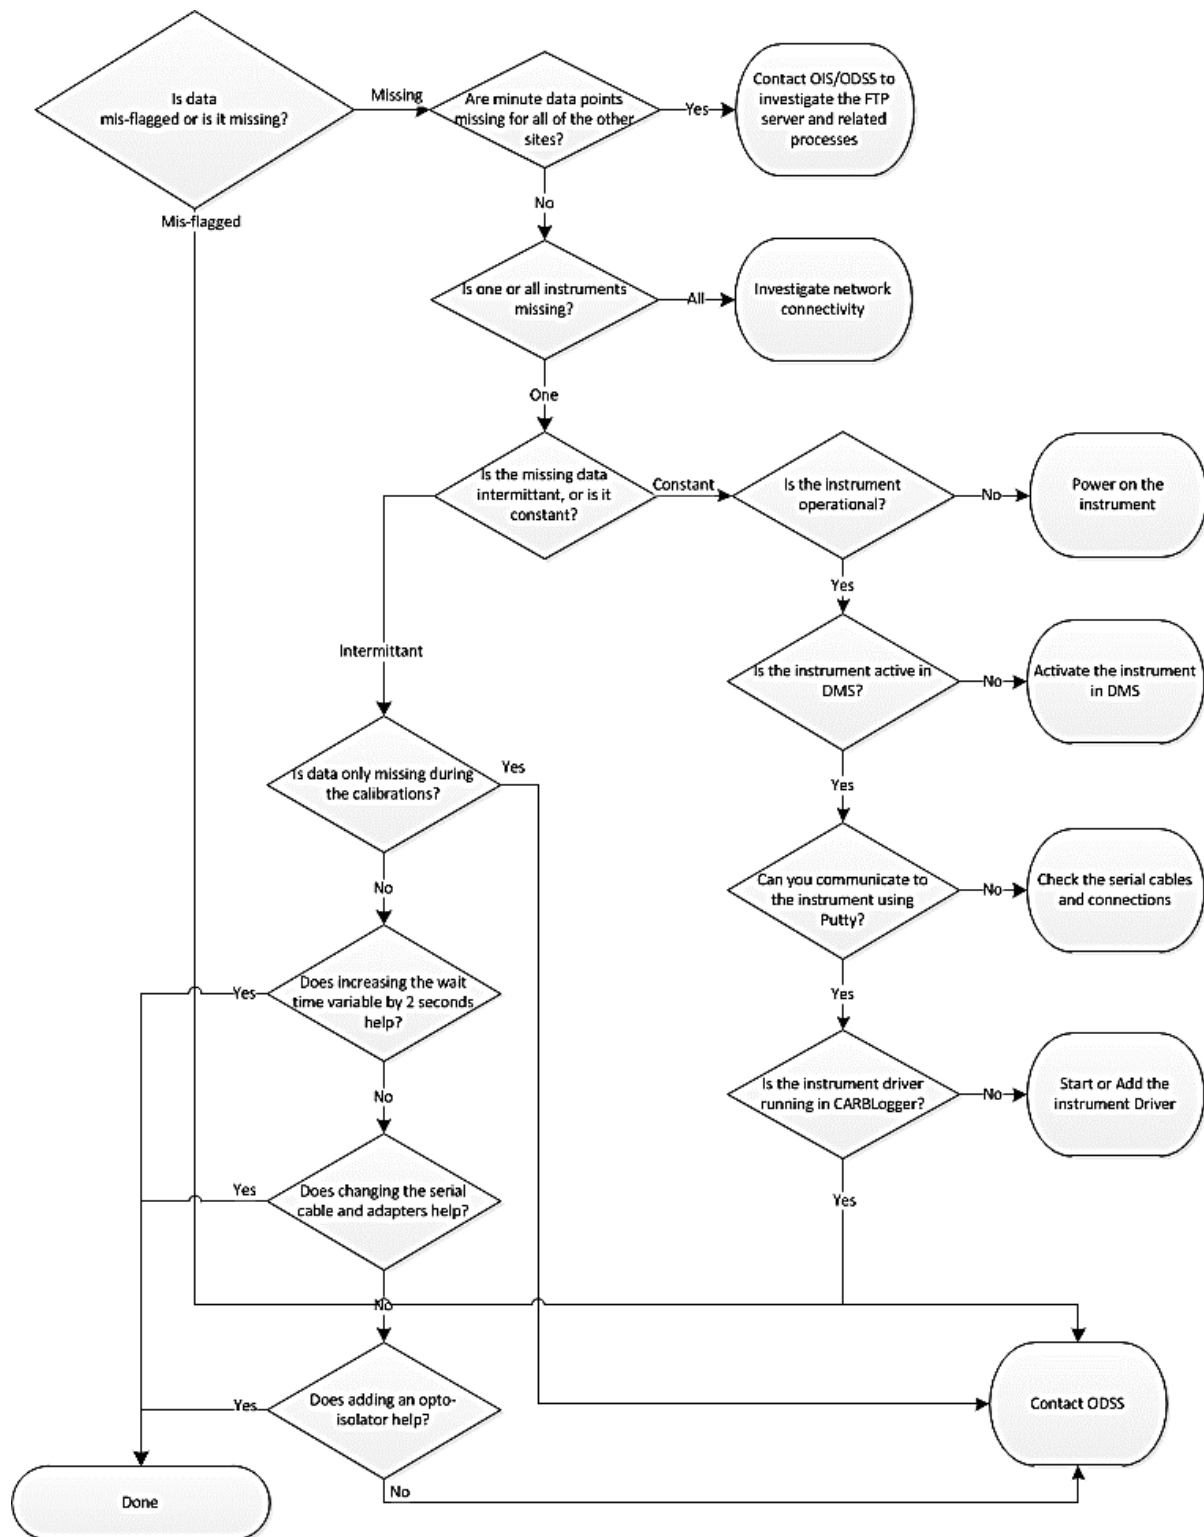 Is data
mis-flagged or is it missing?
Missing
Are minute data points
missing for all of the other
sites?
Yes
Contact OIS/ODSS to
investigate the FTP
server and related
processes
Mis-flagged
No
Is one or all instruments
missing?
All
Investigate network
connectivity
One
Is the missing data
intermittant, or is it
constant?
Constant
Is the instrument
operational?
No
Power on the
instrument
Yes
Intermittant
Is the instrument active in
DMS?
No
Activate the instrument
in DMS
Is data only missing during
the calibrations?
Yes
Yes
No
Can you communicate to
the instrument using
Putty?
No
Check the serial cables
and connections
Does increasing the wait
time variable by 2 seconds
help?
Yes
Yes
No
Is the instrument driver
running in CARBLogger?
No
Start or Add the
instrument Driver
Does changing the serial
cable and adapters help?
Yes
Yes
No
Does adding an opto-
isolator help?
Yes
Contact ODSS
No
Done